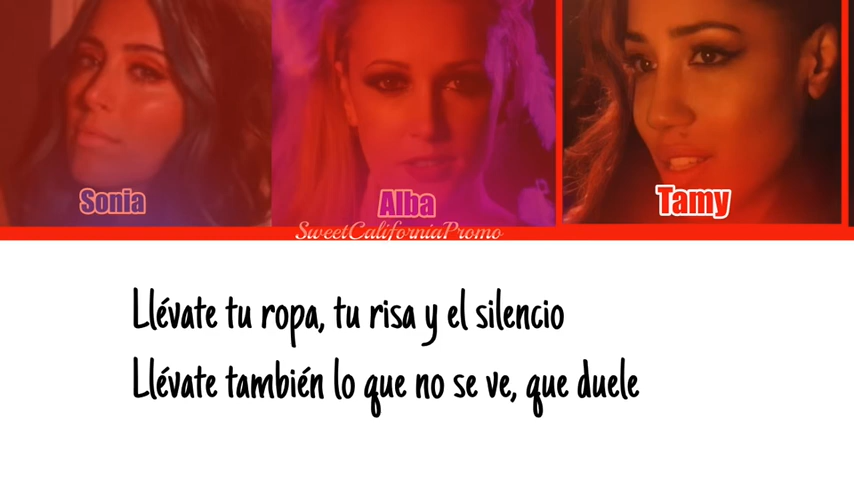 Sonia Alba Tamy
SweetCaliforniaPromo
Llévate tu ropa, tu risa y el silencio
Llévate también lo que no se ve, que duele